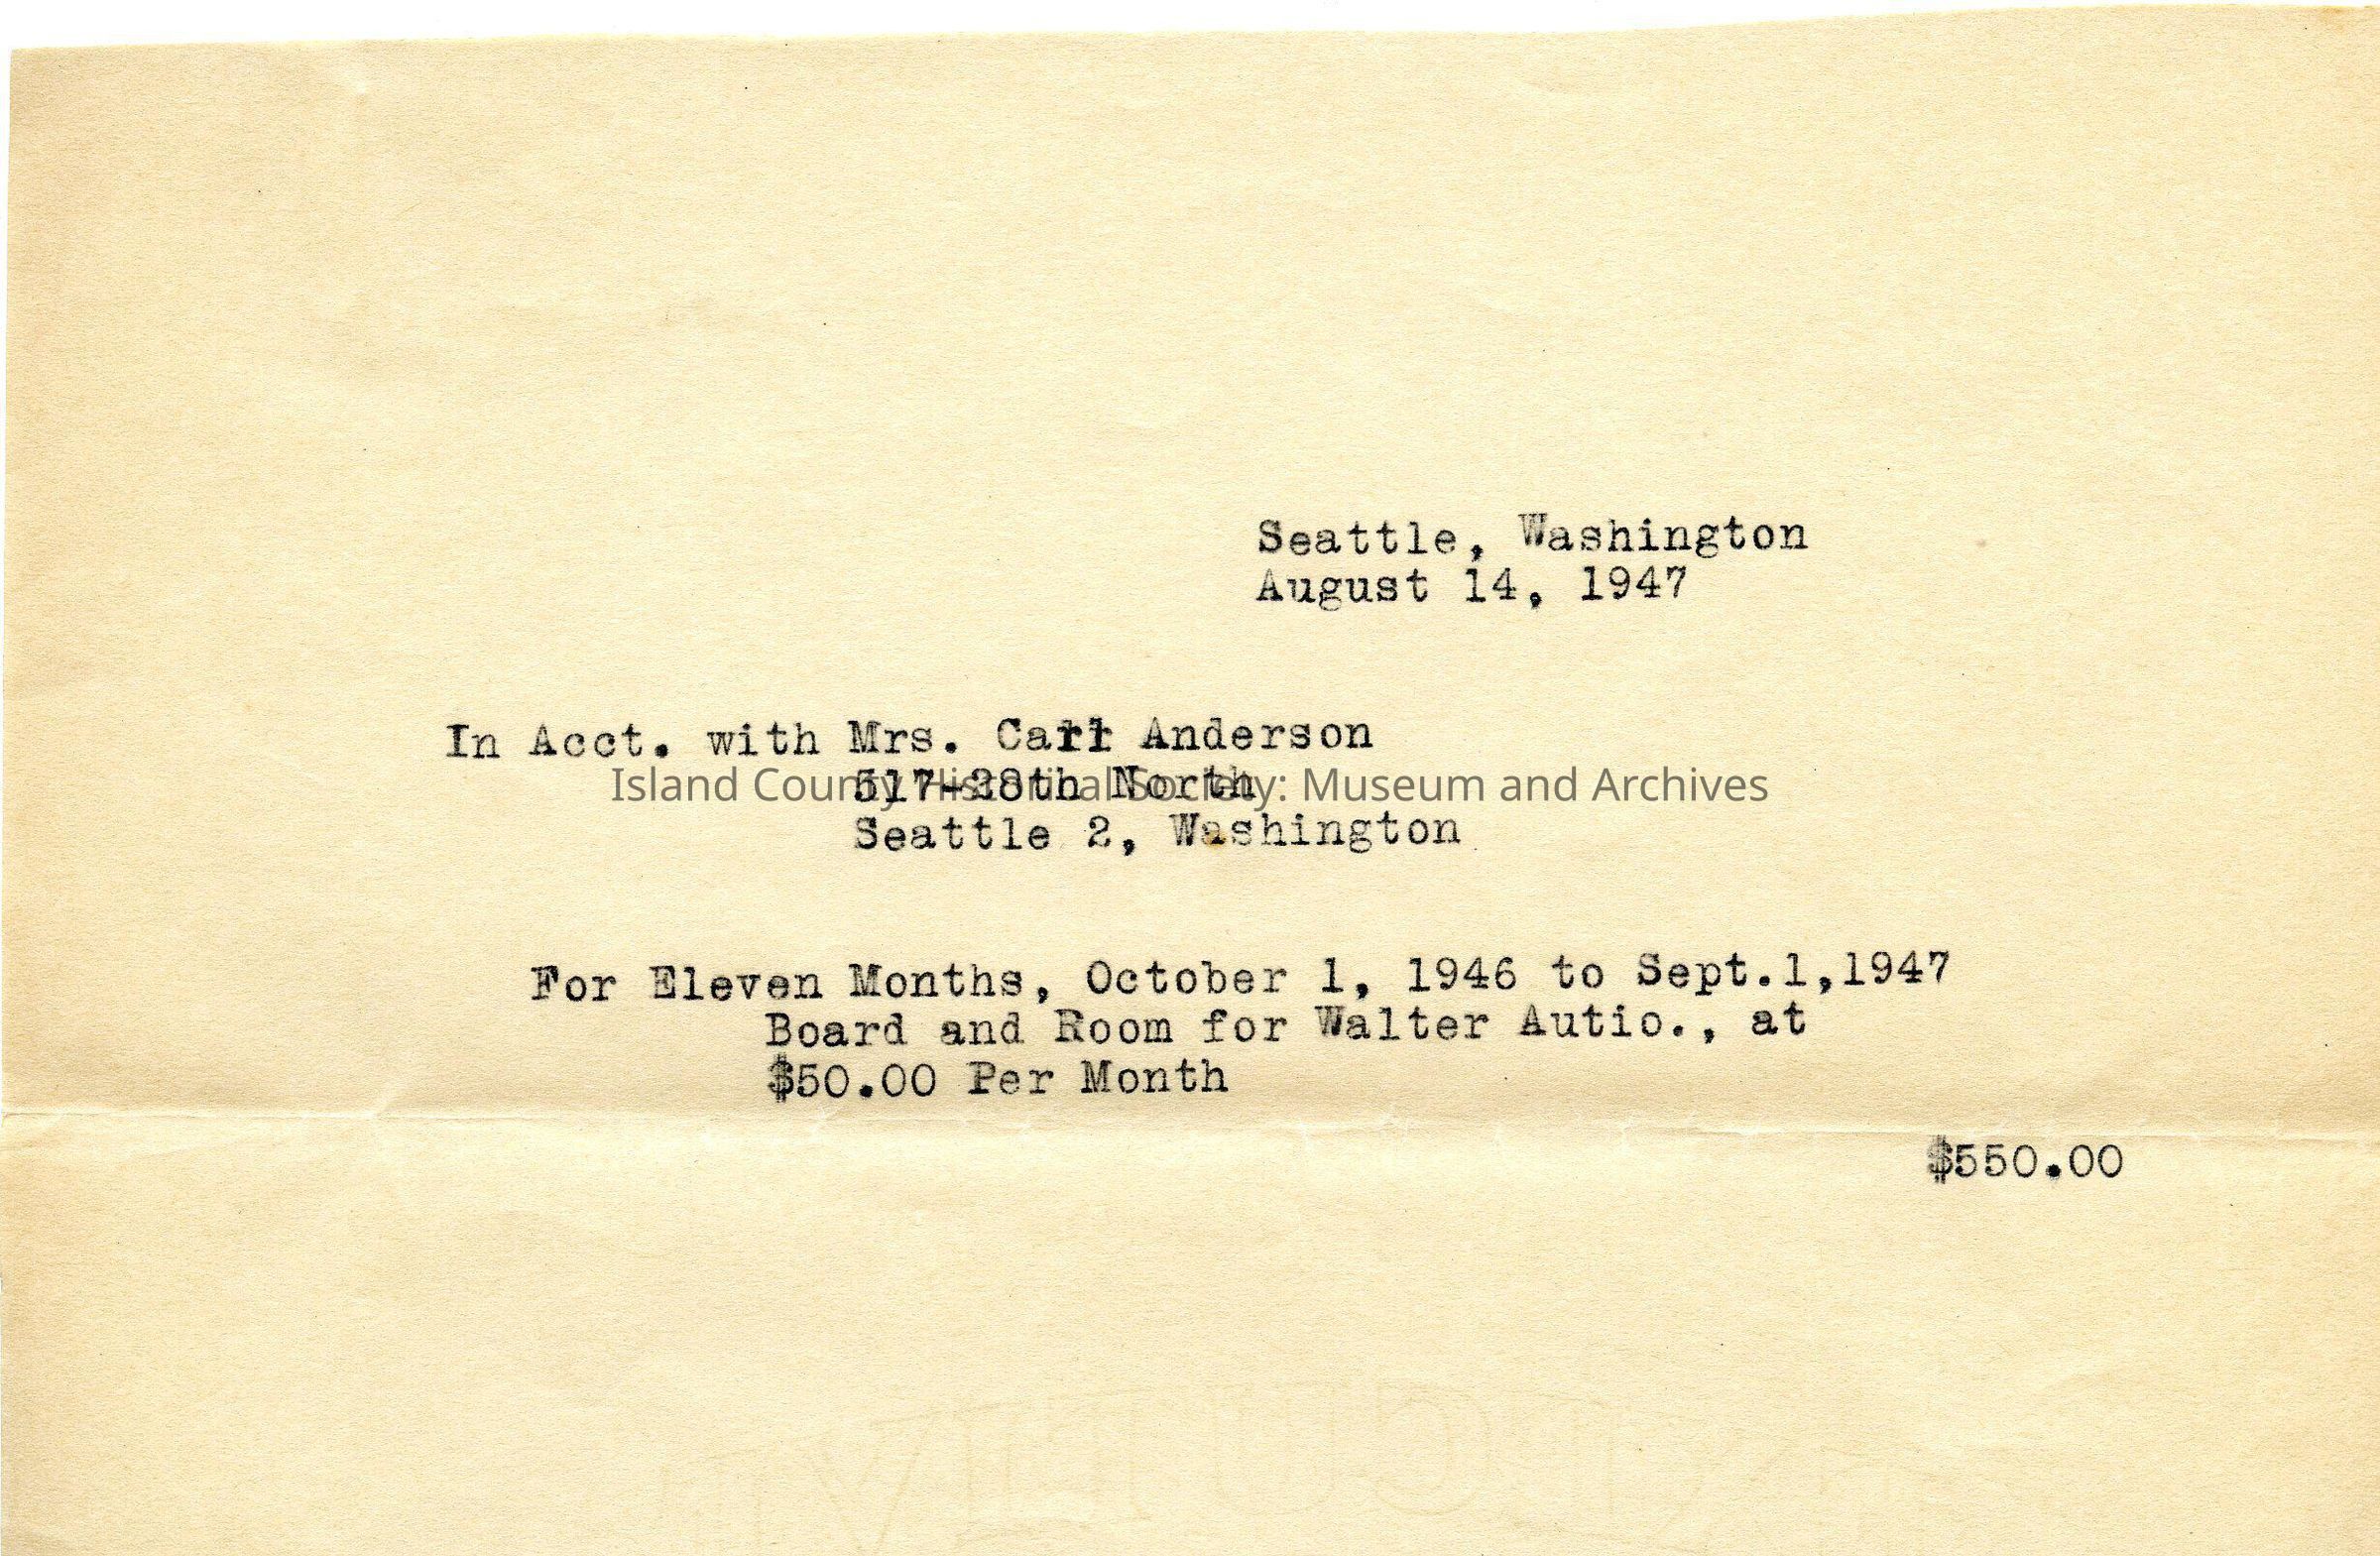 Seattle, Washington
August 14, 1947
In Acct. with Mrs. Carl Anderson
517-28th North
Island County Historical Society: Museum and Archives
Seattle 2, Washington
For Eleven Months, October 1, 1946 to Sept.1,1947
Board and Room for Walter Autio., at
$50.00 Per Month
$550.00